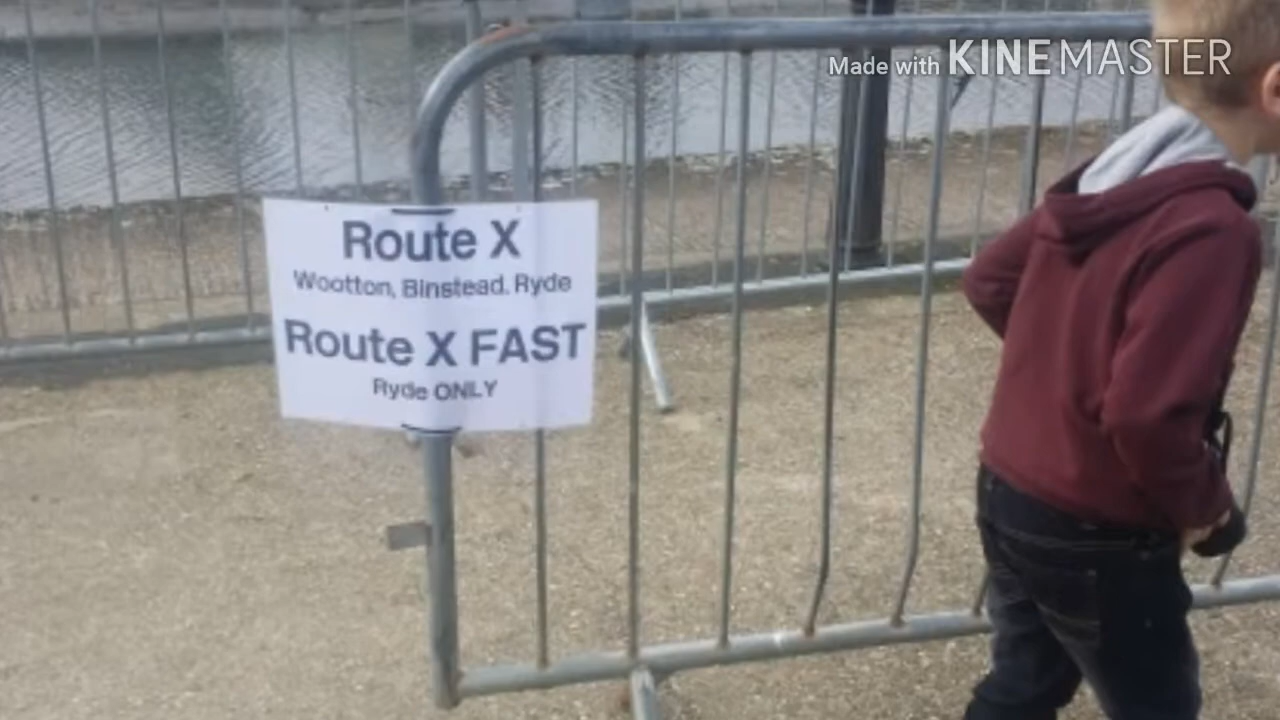 Made with KINEMASTER
Route X
Wootton, Binstead, Ryde
Route X FAST
Ryde ONLY